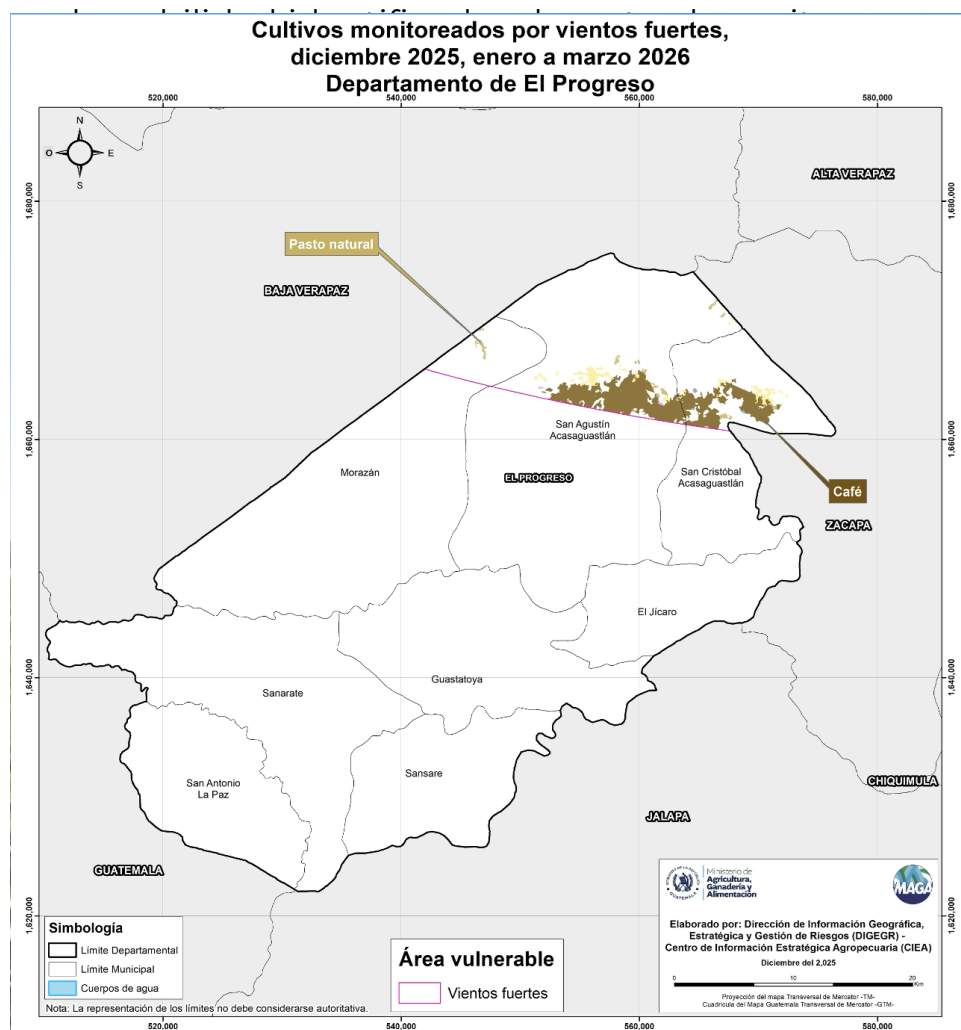 Cultivos monitoreados por vientos fuertes,
diciembre 2025, enero a marzo 2026
Departamento de El Progreso
520,000
540,000
560,000
580,000
N
O
E
S
ALTA VERAPAZ
1,680,000
1,680,000
Pasto natural
BAJA VERAPAZ
1,660,000
1,660,000
San Agustín
Acasaguastlán
Morazán
EL PROGRESO
San Cristóbal
Acasaguastlán
Café
ZACAPA
El Jícaro
1,640,000
1,640,000
Guastatoya
Sanarate
Sansare
San Antonio
La Paz
CHIQUIMULA
JALAPA
GUATEMALA
1,620,000
1,620,000
Simbología
Límite Departamental
Límite Municipal
Cuerpos de agua
Nota: La representación de los límites no debe considerarse autoritativa.
Área vulnerable
Vientos fuertes
Ministerio de
Agricultura,
Ganadería y
Alimentación
MAGA
Elaborado por: Dirección de Información Geográfica,
Estratégica y Gestión de Riesgos (DIGEGR) -
Centro de Información Estratégica Agropecuaria (CIEA)
Diciembre del 2,025
0
10
20
Km
Proyección del mapa Transversal de Mercator -TM-
Cuadricula del Mapa Guatemala Transversal de Mercator -GTM-
520,000
540,000
560,000
580,000